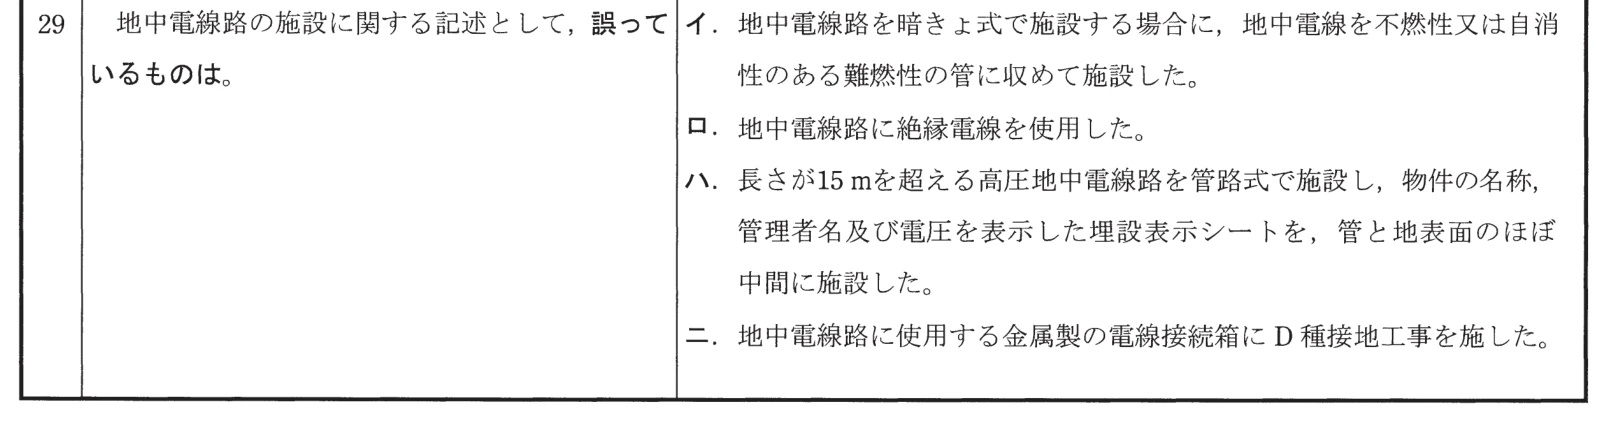 29
地中電線路の施設に関する記述として，誤って
いるものは。
イ．地中電線路を暗きょ式で施設する場合に，地中電線を不燃性又は自消
性のある難燃性の管に収めて施設した。
ロ．地中電線路に絶縁電線を使用した。
ハ．長さが15 mを超える高圧地中電線路を管路式で施設し，物件の名称，
管理者名及び電圧を表示した埋設表示シートを，管と地表面のほぼ
中間に施設した。
ニ．地中電線路に使用する金属製の電線接続箱に D 種接地工事を施した。